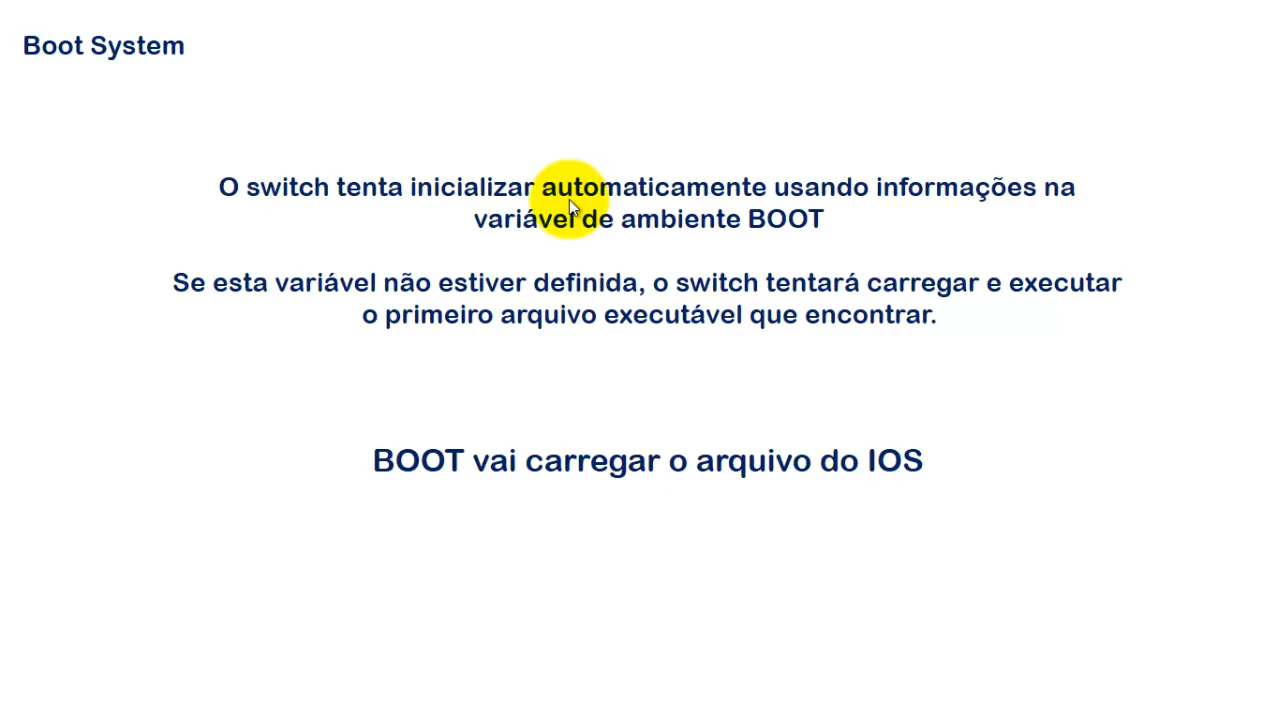 Boot System
O switch tenta inicializar automaticamente usando informações na
variável de ambiente BOOT
Se esta variável não estiver definida, o switch tentará carregar e executar
o primeiro arquivo executável que encontrar.
BOOT vai carregar o arquivo do IOS